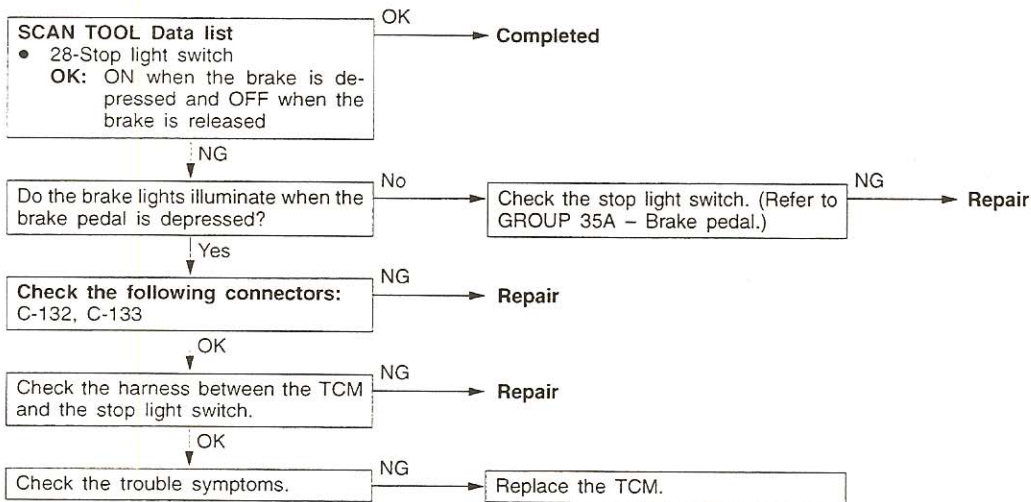 SCAN TOOL Data list
OK
Completed
● 28-Stop light switch
OK: ON when the brake is de-
pressed and OFF when the
brake is released
NG
Do the brake lights illuminate when the
brake pedal is depressed?
No
Check the stop light switch. (Refer to
GROUP 35A – Brake pedal.)
NG
Repair
Yes
Check the following connectors:
C-132, C-133
NG
Repair
OK
Check the harness between the TCM
and the stop light switch.
NG
Repair
OK
Check the trouble symptoms.
NG
Replace the TCM.